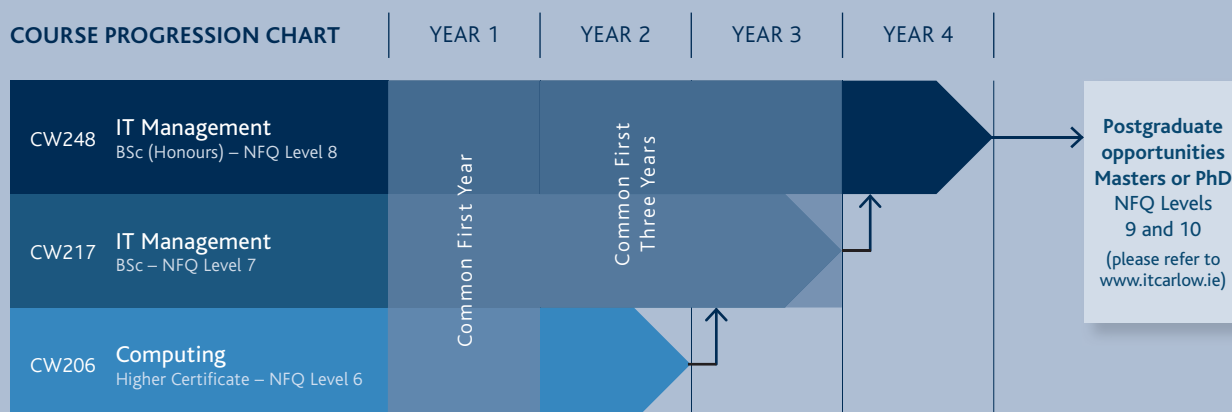 COURSE PROGRESSION CHART
YEAR 1
YEAR 2
YEAR 3
YEAR 4
CW248
IT Management
BSc (Honours) – NFQ Level 8
CW217
IT Management
BSc – NFQ Level 7
CW206
Computing
Higher Certificate – NFQ Level 6
Common First Year
Common First
Three Years
Postgraduate
opportunities
Masters or PhD
NFQ Levels
9 and 10
(please refer to
www.itcarlow.ie)